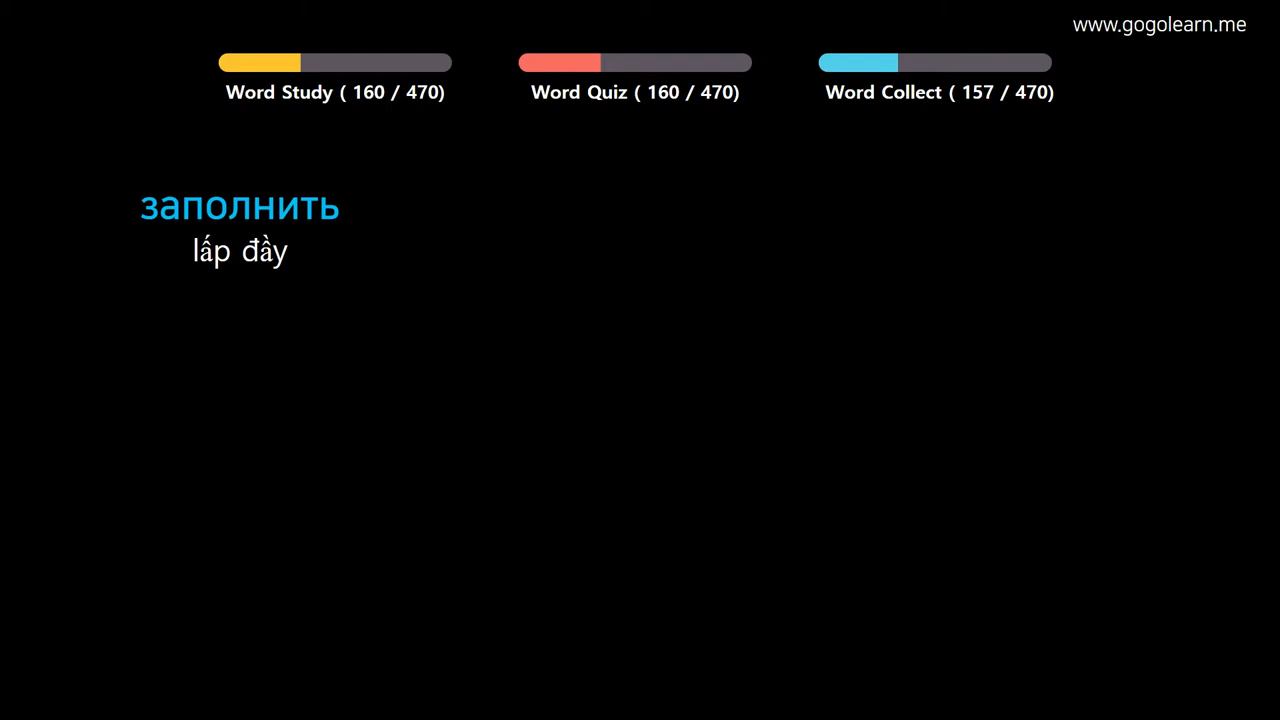 www.gogolearn.me
Word Study ( 160 / 470)
Word Quiz ( 160 / 470)
Word Collect ( 157 / 470)
заполнить
lấp đầy